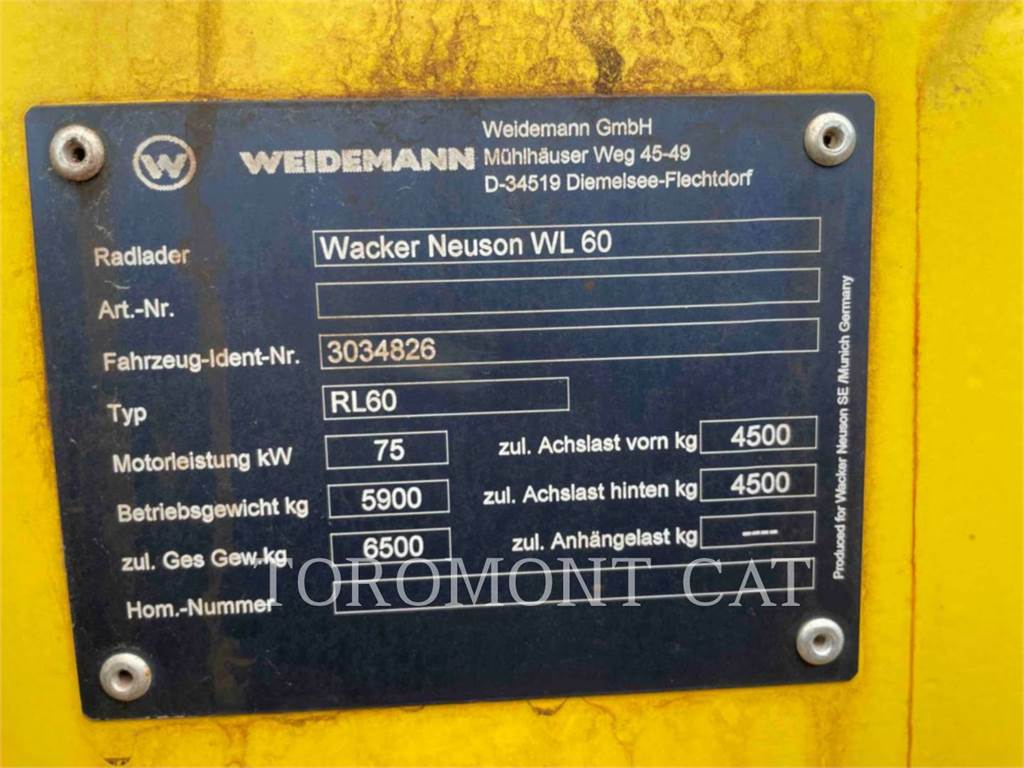 W WEIDEMANN
Weidemann GmbH
Mühlhäuser Weg 45-49
D-34519 Diemelsee-Flechtdorf
Radlader Wacker Neuson WL 60
Art.-Nr.
Fahrzeug-Ident-Nr. 3034826
Typ RL60
Motorleistung kW 75 zul. Achslast vorn kg 4500
Betriebsgewicht kg 5900 zul. Achslast hinten kg 4500
zul. Ges Gew. kg 6500 zul. Anhängelast kg ----
Hom.-Nummer
Produced for Wacker Neuson SE /Munich Germany
TOROMONT CAT